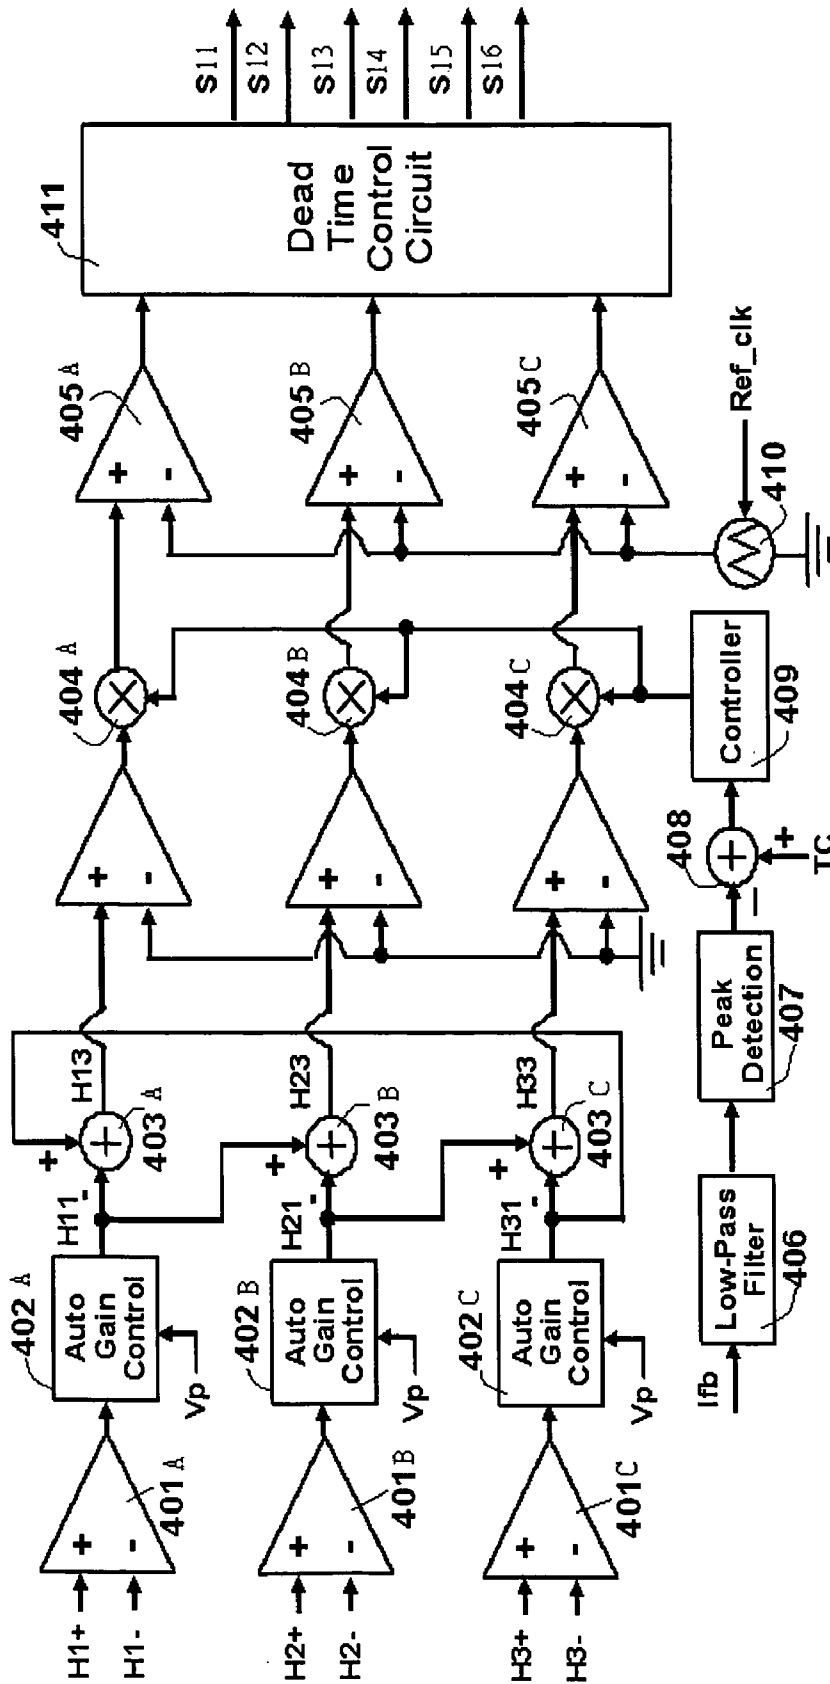 H1+
H1-
401A
402A
Auto
Gain
Control
Vp
H11
-
+
403A
H13
+
-
404A
405A
+
-
411
Dead
Time
Control
Circuit
S11
S12
S13
S14
S15
S16
H2+
H2-
+
-
401B
402B
Auto
Gain
Control
Vp
H21
-
+
403B
H23
+
-
404B
405B
+
-
H3+
H3-
+
-
401C
402C
Auto
Gain
Control
Vp
H31
-
+
403C
H33
+
-
404C
405C
+
-
Ifb
Low-Pass
Filter
406
Peak
Detection
407
-
408
+
TC
Controller
409
410
Ref_clk